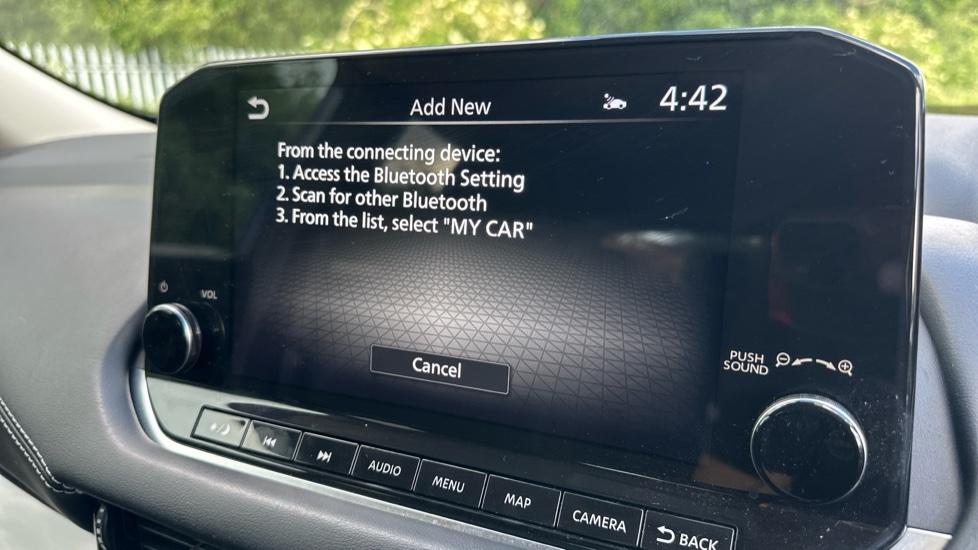 Add New
4:42
From the connecting device:
1. Access the Bluetooth Setting
2. Scan for other Bluetooth
3. From the list, select "MY CAR"
Cancel
VOL
PUSH
SOUND
AUDIO
MENU
MAP
CAMERA
BACK